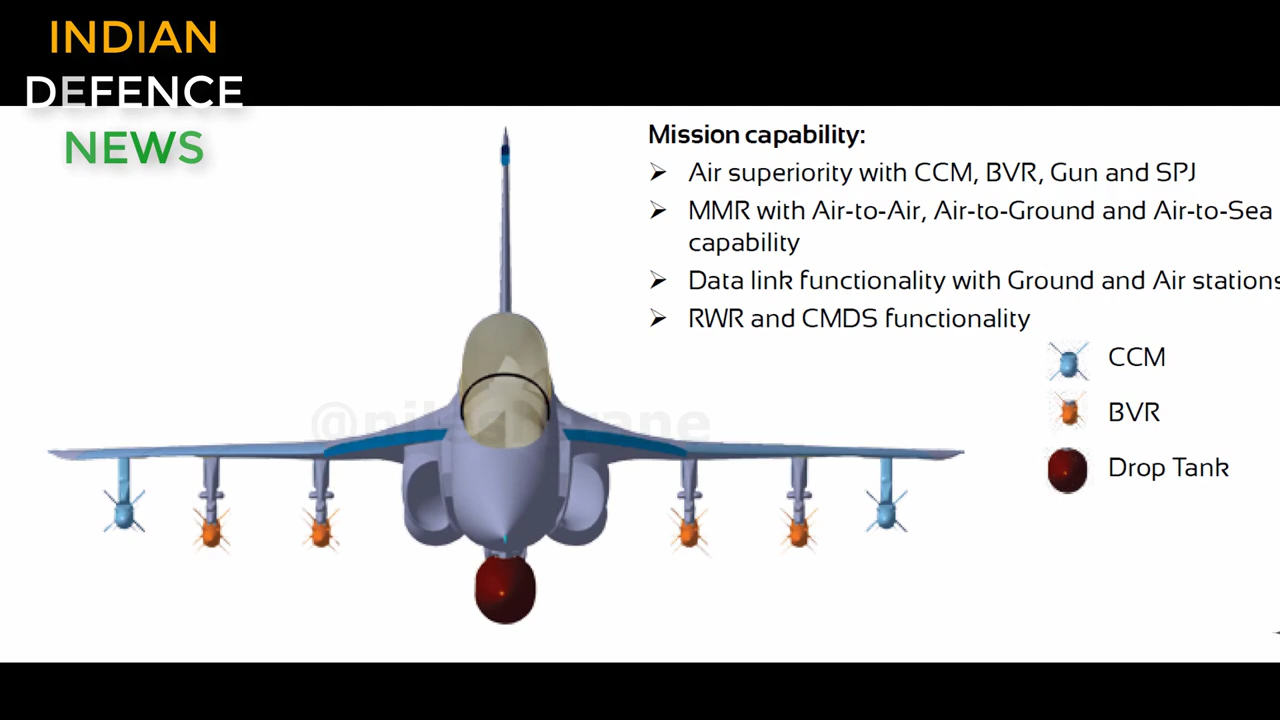 INDIAN
DEFENCE
NEWS
Mission capability:
Air superiority with CCM, BVR, Gun and SPJ
MMR with Air-to-Air, Air-to-Ground and Air-to-Sea
capability
Data link functionality with Ground and Air stations
RWR and CMDS functionality
CCM
BVR
Drop Tank